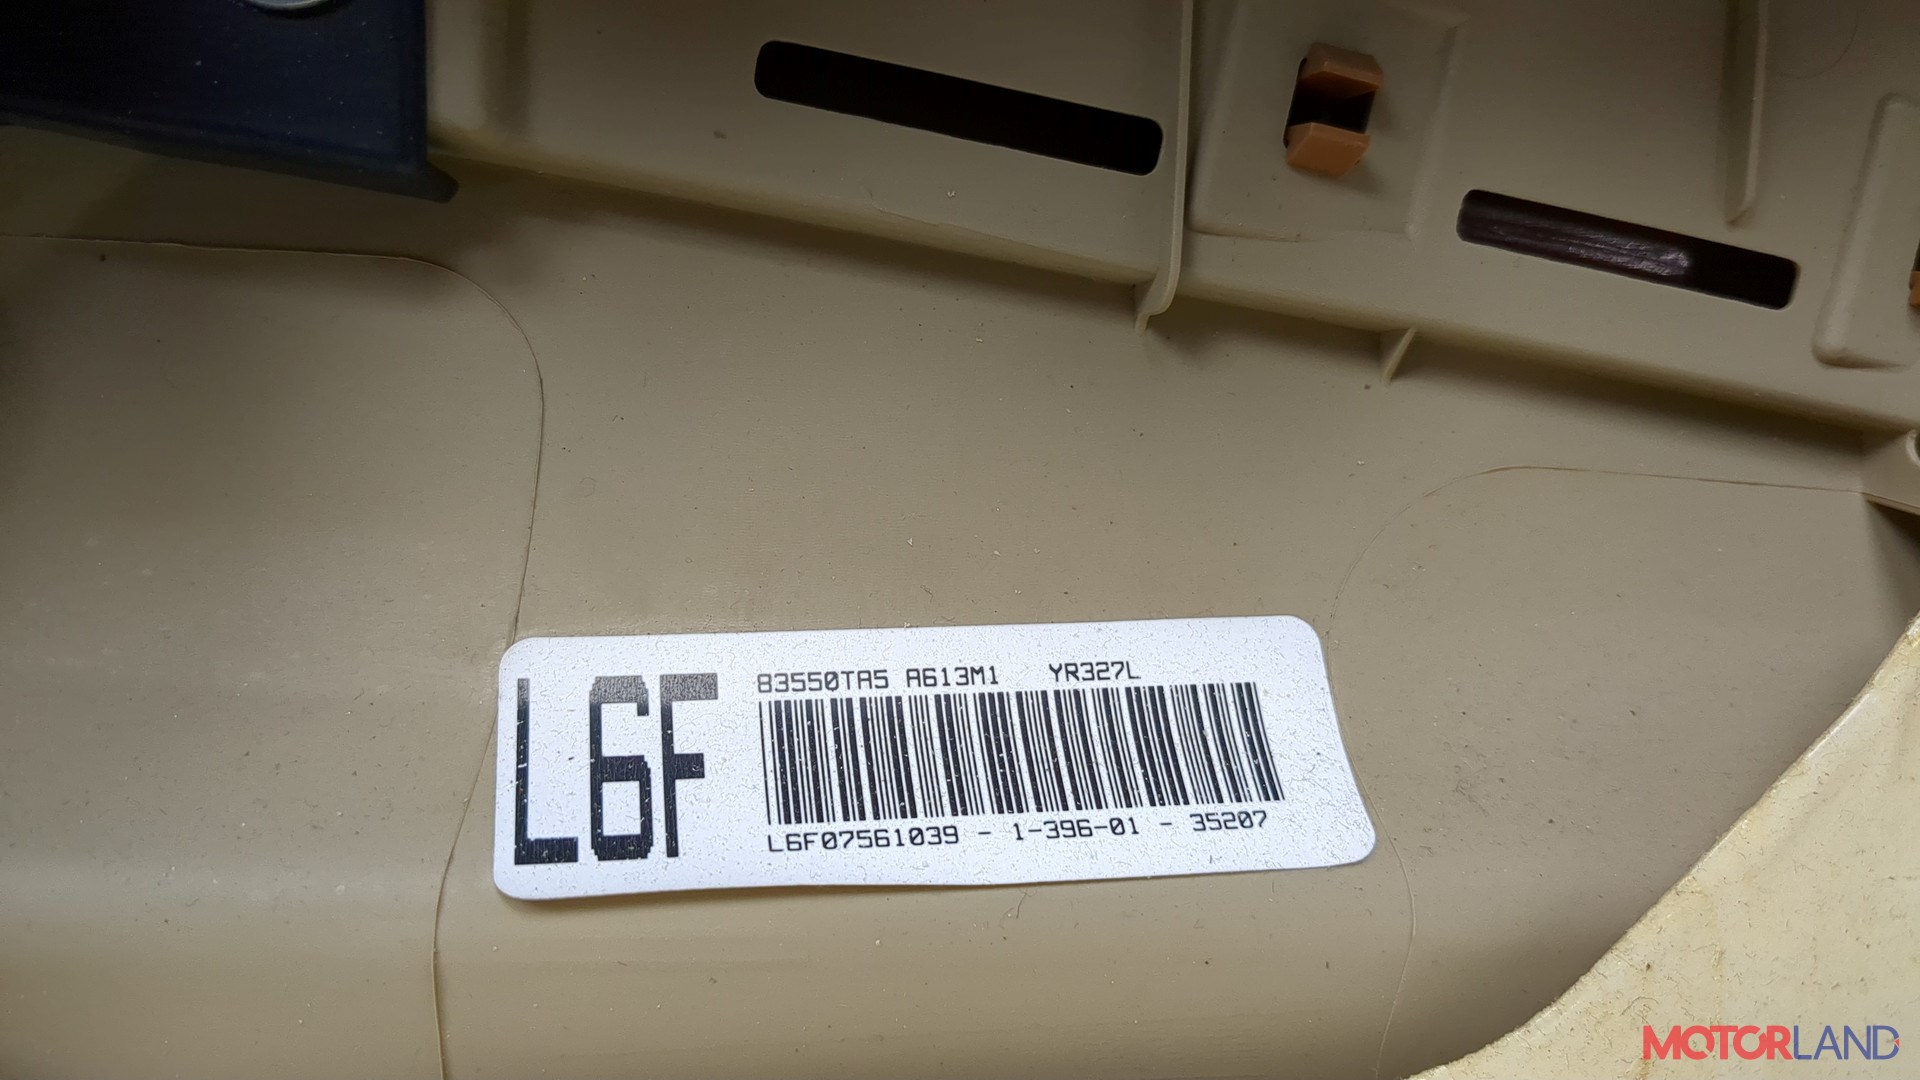 L6F
83550TA5 A613M1 YR327L
L6F07561039 - 1-396-01 - 35207
MOTORLAND